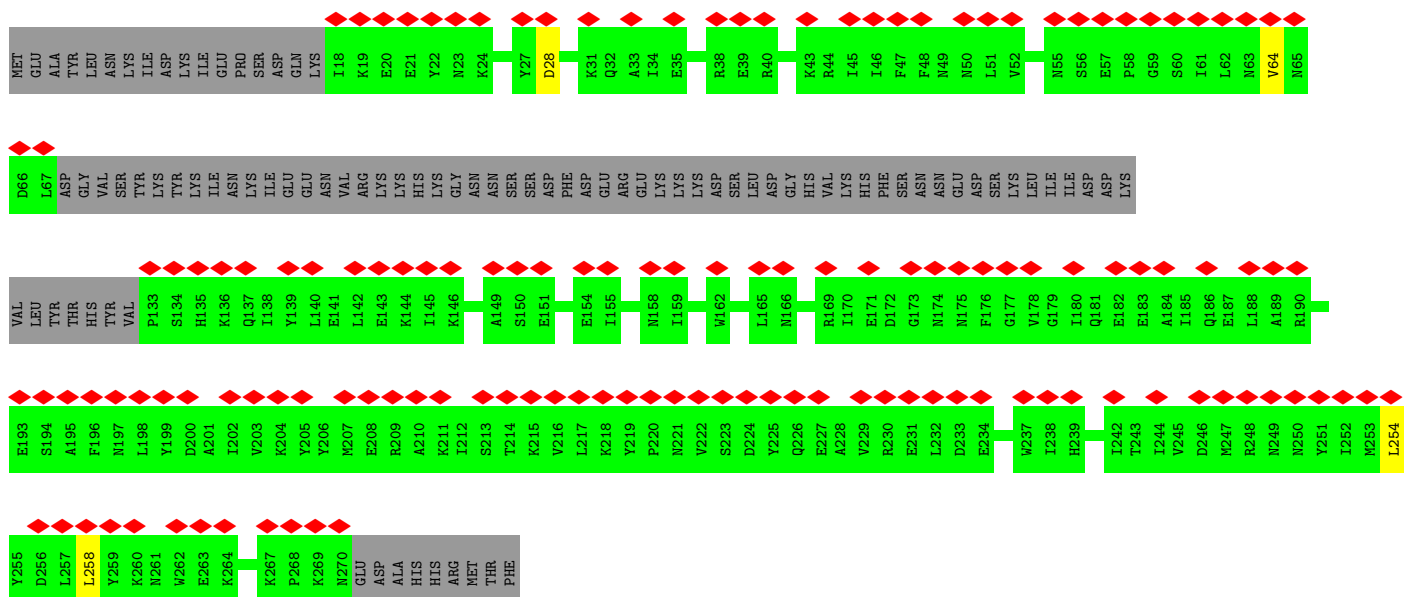 MET GLU ALA TYR LEU ASN LYS ILE ASP LYS ILE GLU PRO SER ASP GLN LYS I18 K19 E20 E21 Y22 N23 K24 Y27 D28 K31 Q32 A33 I34 E35 R38 E39 R40 K43 R44 I45 I46 F47 F48 N49 N50 L51 V52 N55 S56 E57 P58 G59 S60 I61 L62 N63 V64 N65
D66 L67 ASP GLY VAL SER TYR LYS TYR LYS ILE ASN LYS ILE GLU GLU ASN VAL ARG LYS LYS HIS LYS GLY ASN ASN SER SER ASP PHE ASP GLU ARG GLU LYS LYS LYS ASP SER LEU ASP GLY HIS VAL LYS HIS PHE SER ASN ASN GLU ASP SER LYS LEU ILE ILE ASP ASP LYS
VAL LEU TYR THR HIS TYR VAL P133 S134 H135 K136 Q137 I138 Y139 L140 E141 L142 E143 K144 I145 K146 A149 S150 E151 E154 I155 N158 I159 W162 L165 N166 R169 I170 E171 D172 G173 N174 N175 F176 G177 V178 G179 I180 Q181 E182 E183 A184 I185 Q186 E187 L188 A189 R190
E193 S194 A195 F196 N197 L198 Y199 D200 A201 I202 V203 K204 Y205 Y206 M207 E208 R209 A210 K211 I212 S213 T214 K215 V216 L217 K218 Y219 P220 N221 V222 S223 D224 Y225 Q226 E227 A228 V229 R230 E231 L232 D233 E234 W237 I238 H239 I242 T243 I244 V245 D246 M247 R248 N249 N250 Y251 I252 M253 L254
Y255 D256 L257 L258 Y259 K260 N261 W262 E263 K264 K267 P268 K269 N270 GLU ASP ALA HIS HIS ARG MET THR PHE